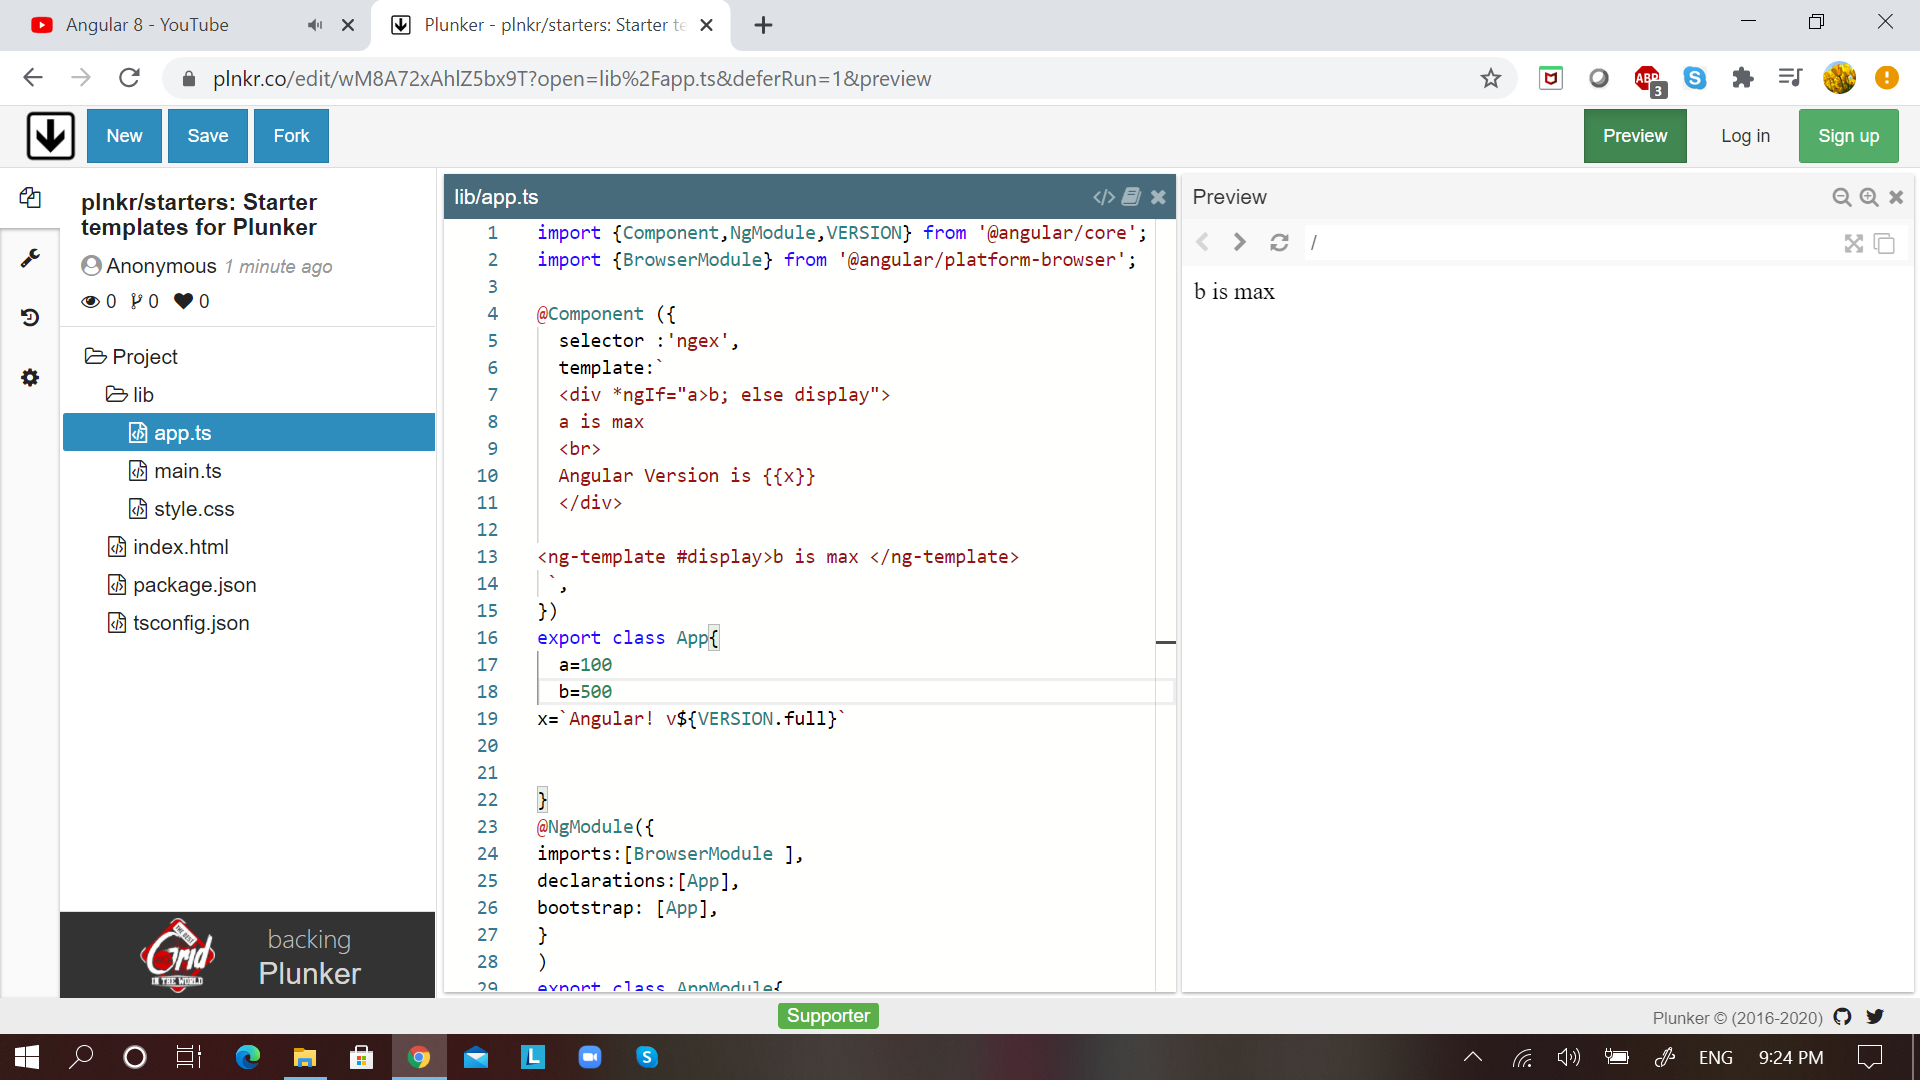 Angular 8 - YouTube
Plunker - plnkr/starters: Starter te
plnkr.co/edit/wM8A72xAhlZ5bx9T?open=lib%2Fapp.ts&deferRun=1&preview
ABP
3
New
Save
Fork
Preview
Log in
Sign up
plnkr/starters: Starter
templates for Plunker
Anonymous 1 minute ago
0 0 0
Project
lib
app.ts
main.ts
style.css
index.html
package.json
tsconfig.json
THE BEST
Grid
IN THE WORLD
backing
Plunker
lib/app.ts
1 import {Component,NgModule,VERSION} from '@angular/core';
2 import {BrowserModule} from '@angular/platform-browser';
3
4 @Component ({
5 selector :'ngex',
6 template:`
7 <div *ngIf="a>b; else display">
8 a is max
9 <br>
10 Angular Version is {{x}}
11 </div>
12
13 <ng-template #display>b is max </ng-template>
14 `,
15 })
16 export class App{
17 a=100
18 b=500
19 x=`Angular! v${VERSION.full}`
20
21
22 }
23 @NgModule({
24 imports:[BrowserModule ],
25 declarations:[App],
26 bootstrap: [App],
27 }
28 )
29 export class AppModule{
Preview
/
b is max
Supporter
Plunker © (2016-2020)
L
S
ENG
9:24 PM